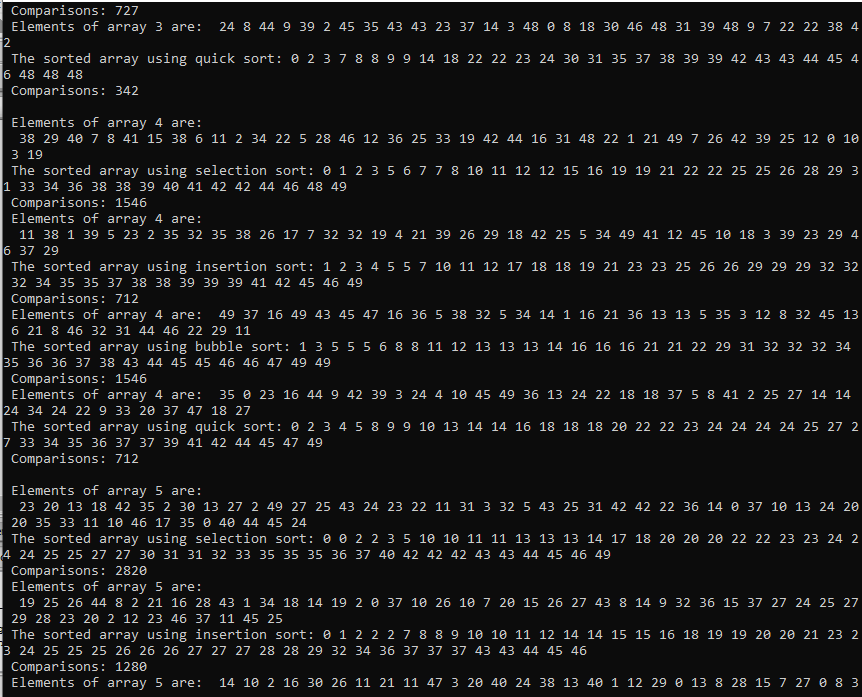 Comparisons: 727
Elements of array 3 are:  24 8 44 9 39 2 45 35 43 43 23 37 14 3 48 0 8 18 30 46 48 31 39 48 9 7 22 22 38 4
2
The sorted array using quick sort: 0 2 3 7 8 8 9 9 14 18 22 22 23 24 30 31 35 37 38 39 39 42 43 43 44 45 4
6 48 48 48
Comparisons: 342
Elements of array 4 are:
38 29 40 7 8 41 15 38 6 11 2 34 22 5 28 46 12 36 25 33 19 42 44 16 31 48 22 1 21 49 7 26 42 39 25 12 0 10
3 19
The sorted array using selection sort: 0 1 2 3 5 6 7 7 8 10 11 12 12 15 16 19 19 21 22 22 25 25 26 28 29 3
1 33 34 36 38 38 39 40 41 42 42 44 46 48 49
Comparisons: 1546
Elements of array 4 are:
11 38 1 39 5 23 2 35 32 35 38 26 17 7 32 32 19 4 21 39 26 29 18 42 25 5 34 49 41 12 45 10 18 3 39 23 29 4
6 37 29
The sorted array using insertion sort: 1 2 3 4 5 5 7 10 11 12 17 18 18 19 21 23 23 25 26 26 29 29 29 32 32
32 34 35 35 37 38 38 39 39 39 41 42 45 46 49
Comparisons: 712
Elements of array 4 are:  49 37 16 49 43 45 47 16 36 5 38 32 5 34 14 1 16 21 36 13 13 5 35 3 12 8 32 45 13
6 21 8 46 32 31 44 46 22 29 11
The sorted array using bubble sort: 1 3 5 5 5 6 8 8 11 12 13 13 13 14 16 16 16 21 21 22 29 31 32 32 32 34
35 36 36 37 38 43 44 45 45 46 46 47 49 49
Comparisons: 1546
Elements of array 4 are:  35 0 23 16 44 9 42 39 3 24 4 10 45 49 36 13 24 22 18 18 37 5 8 41 2 25 27 14 14
24 34 24 22 9 33 20 37 47 18 27
The sorted array using quick sort: 0 2 3 4 5 8 9 9 10 13 14 14 16 18 18 18 20 22 22 23 24 24 24 24 25 27 2
7 33 34 35 36 37 37 39 41 42 44 45 47 49
Comparisons: 712
Elements of array 5 are:
23 20 13 18 42 35 2 30 13 27 2 49 27 25 43 24 23 22 11 31 3 32 5 43 25 31 42 42 22 36 14 0 37 10 13 24 20
20 35 33 11 10 46 17 35 0 40 44 45 24
The sorted array using selection sort: 0 0 2 2 3 5 10 10 11 11 13 13 13 14 17 18 20 20 20 22 22 23 23 24 2
4 24 25 25 27 27 30 31 31 32 33 35 35 35 36 37 40 42 42 42 43 43 44 45 46 49
Comparisons: 2820
Elements of array 5 are:
19 25 26 44 8 2 21 16 28 43 1 34 18 14 19 2 0 37 10 26 10 7 20 15 26 27 43 8 14 9 32 36 15 37 27 24 25 27
29 28 23 20 2 12 23 46 37 11 45 25
The sorted array using insertion sort: 0 1 2 2 2 7 8 8 9 10 10 11 12 14 14 15 15 16 18 19 19 20 20 21 23 2
3 24 25 25 25 26 26 26 27 27 27 28 28 29 32 34 36 37 37 37 43 43 44 45 46
Comparisons: 1280
Elements of array 5 are:  14 10 2 16 30 26 11 21 11 47 3 20 40 24 38 13 40 1 12 29 0 13 8 28 15 7 27 0 8 3